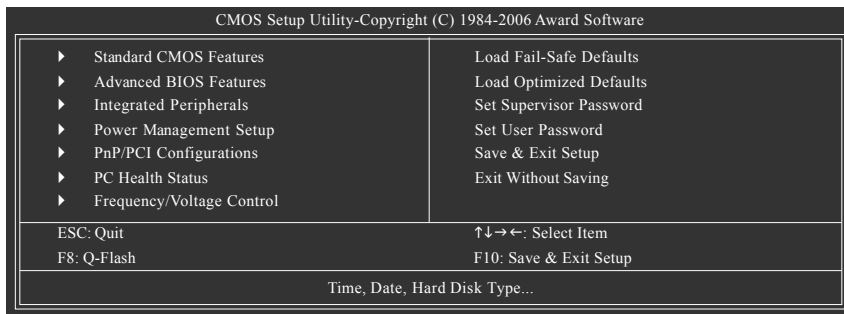 CMOS Setup Utility-Copyright (C) 1984-2006 Award Software
Standard CMOS Features
Advanced BIOS Features
Integrated Peripherals
Power Management Setup
PnP/PCI Configurations
PC Health Status
Frequency/Voltage Control
Load Fail-Safe Defaults
Load Optimized Defaults
Set Supervisor Password
Set User Password
Save & Exit Setup
Exit Without Saving
ESC: Quit
↑↓→←: Select Item
F8: Q-Flash
F10: Save & Exit Setup
Time, Date, Hard Disk Type...